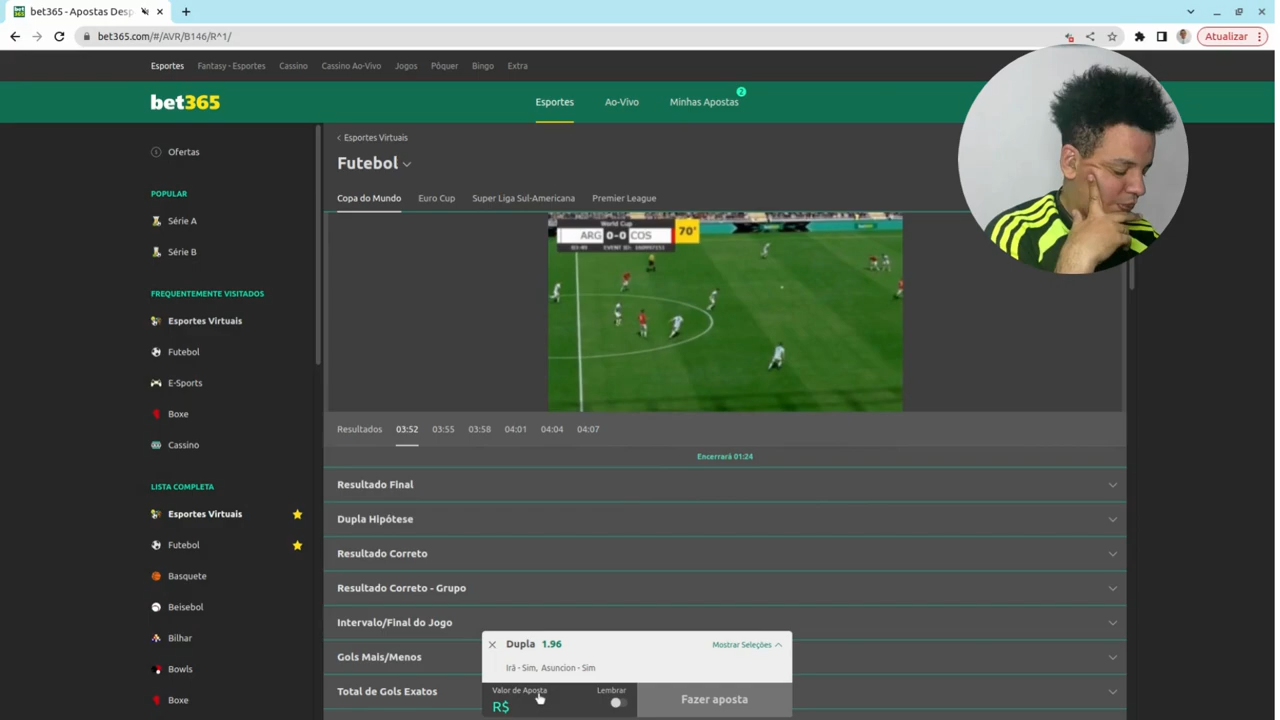 bet365 - Apostas Desp
bet365.com/#/AVR/B146/R^1/
Atualizar
Esportes Fantasy - Esportes Cassino Cassino Ao-Vivo Jogos Pôquer Bingo Extra
bet365
Esportes Ao-Vivo Minhas Apostas 2
Ofertas
POPULAR
Série A
Série B
FREQUENTEMENTE VISITADOS
Esportes Virtuais
Futebol
E-Sports
Boxe
Cassino
LISTA COMPLETA
Esportes Virtuais
Futebol
Basquete
Beisebol
Bilhar
Bowls
Boxe
Esportes Virtuais
Futebol
Copa do Mundo Euro Cup Super Liga Sul-Americana Premier League
World Cup
ARG 0-0 COS 70'
Resultados 03:52 03:55 03:58 04:01 04:04 04:07
Encerrará 01:24
Resultado Final
Dupla Hipótese
Resultado Correto
Resultado Correto - Grupo
Intervalo/Final do Jogo
Gols Mais/Menos
Total de Gols Exatos
Dupla 1.96 Mostrar Seleções
Irã - Sim, Asuncion - Sim
Valor de Aposta Lembrar
R$
Fazer aposta